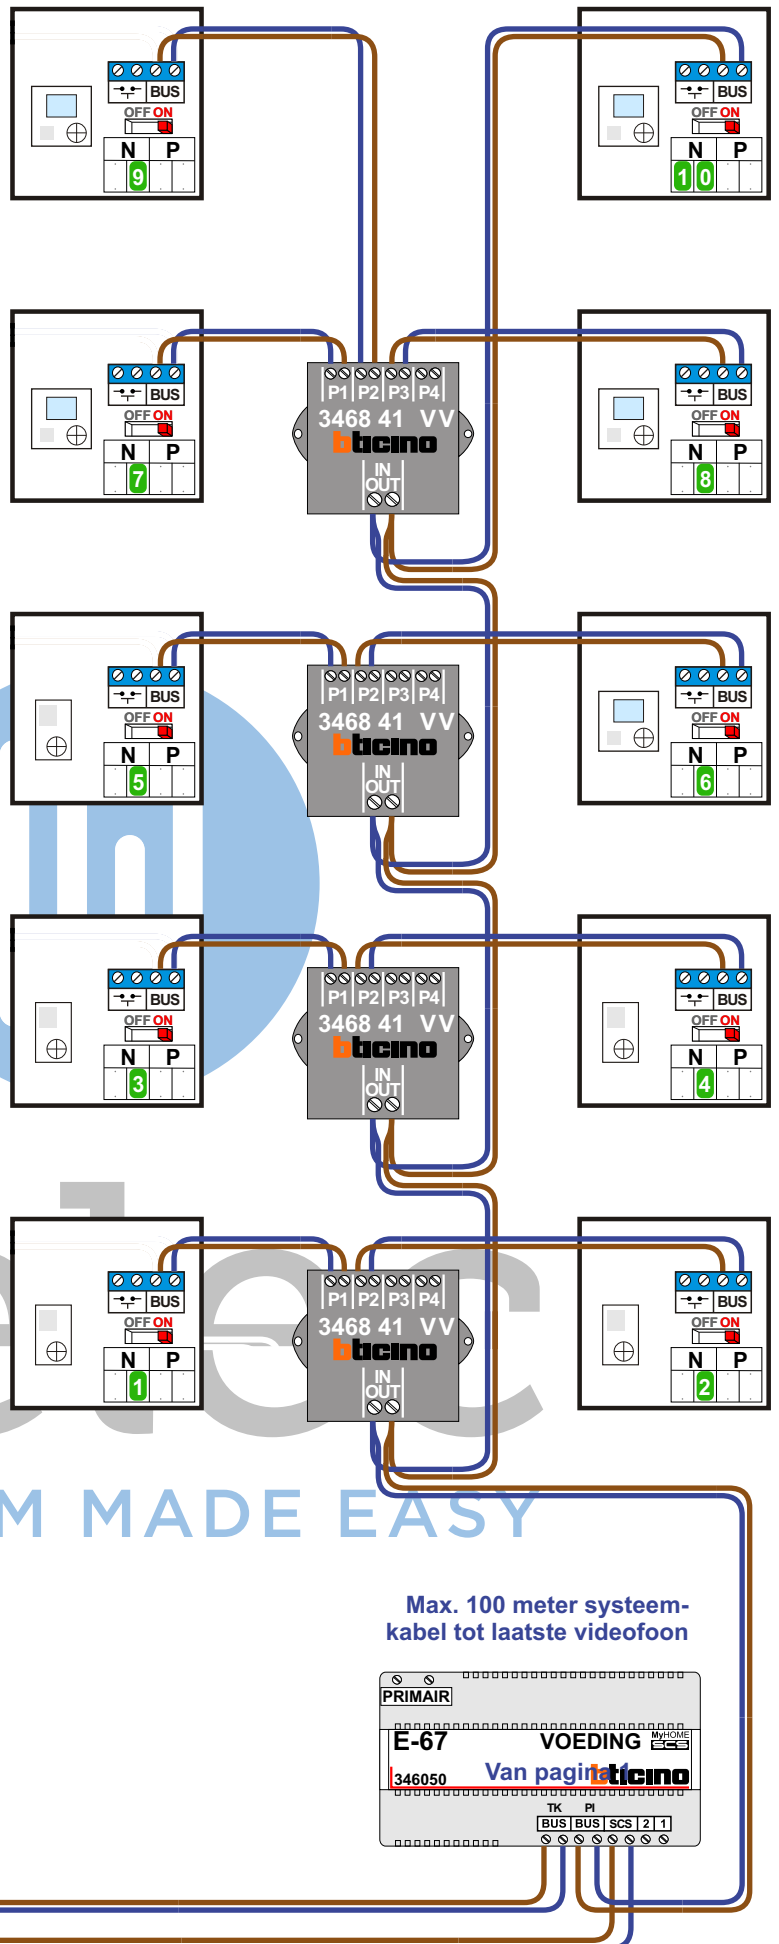 BUS
OFF ON
N P
9
BUS
OFF ON
N P
1 0
BUS
OFF ON
N P
7
P1 P2 P3 P4
3468 41 VV
bticino
IN
OUT
BUS
OFF ON
N P
8
BUS
OFF ON
N P
5
P1 P2 P3 P4
3468 41 VV
bticino
IN
OUT
BUS
OFF ON
N P
6
BUS
OFF ON
N P
3
P1 P2 P3 P4
3468 41 VV
bticino
IN
OUT
BUS
OFF ON
N P
4
BUS
OFF ON
N P
1
P1 P2 P3 P4
3468 41 VV
bticino
IN
OUT
BUS
OFF ON
N P
2
M MADE EASY
Max. 100 meter systeem-
kabel tot laatste videofoon
PRIMAIR
E-67 VOEDING MyHOME SCS
346050 Van pagina 1 bticino
TK PI
BUS BUS SCS 2 1